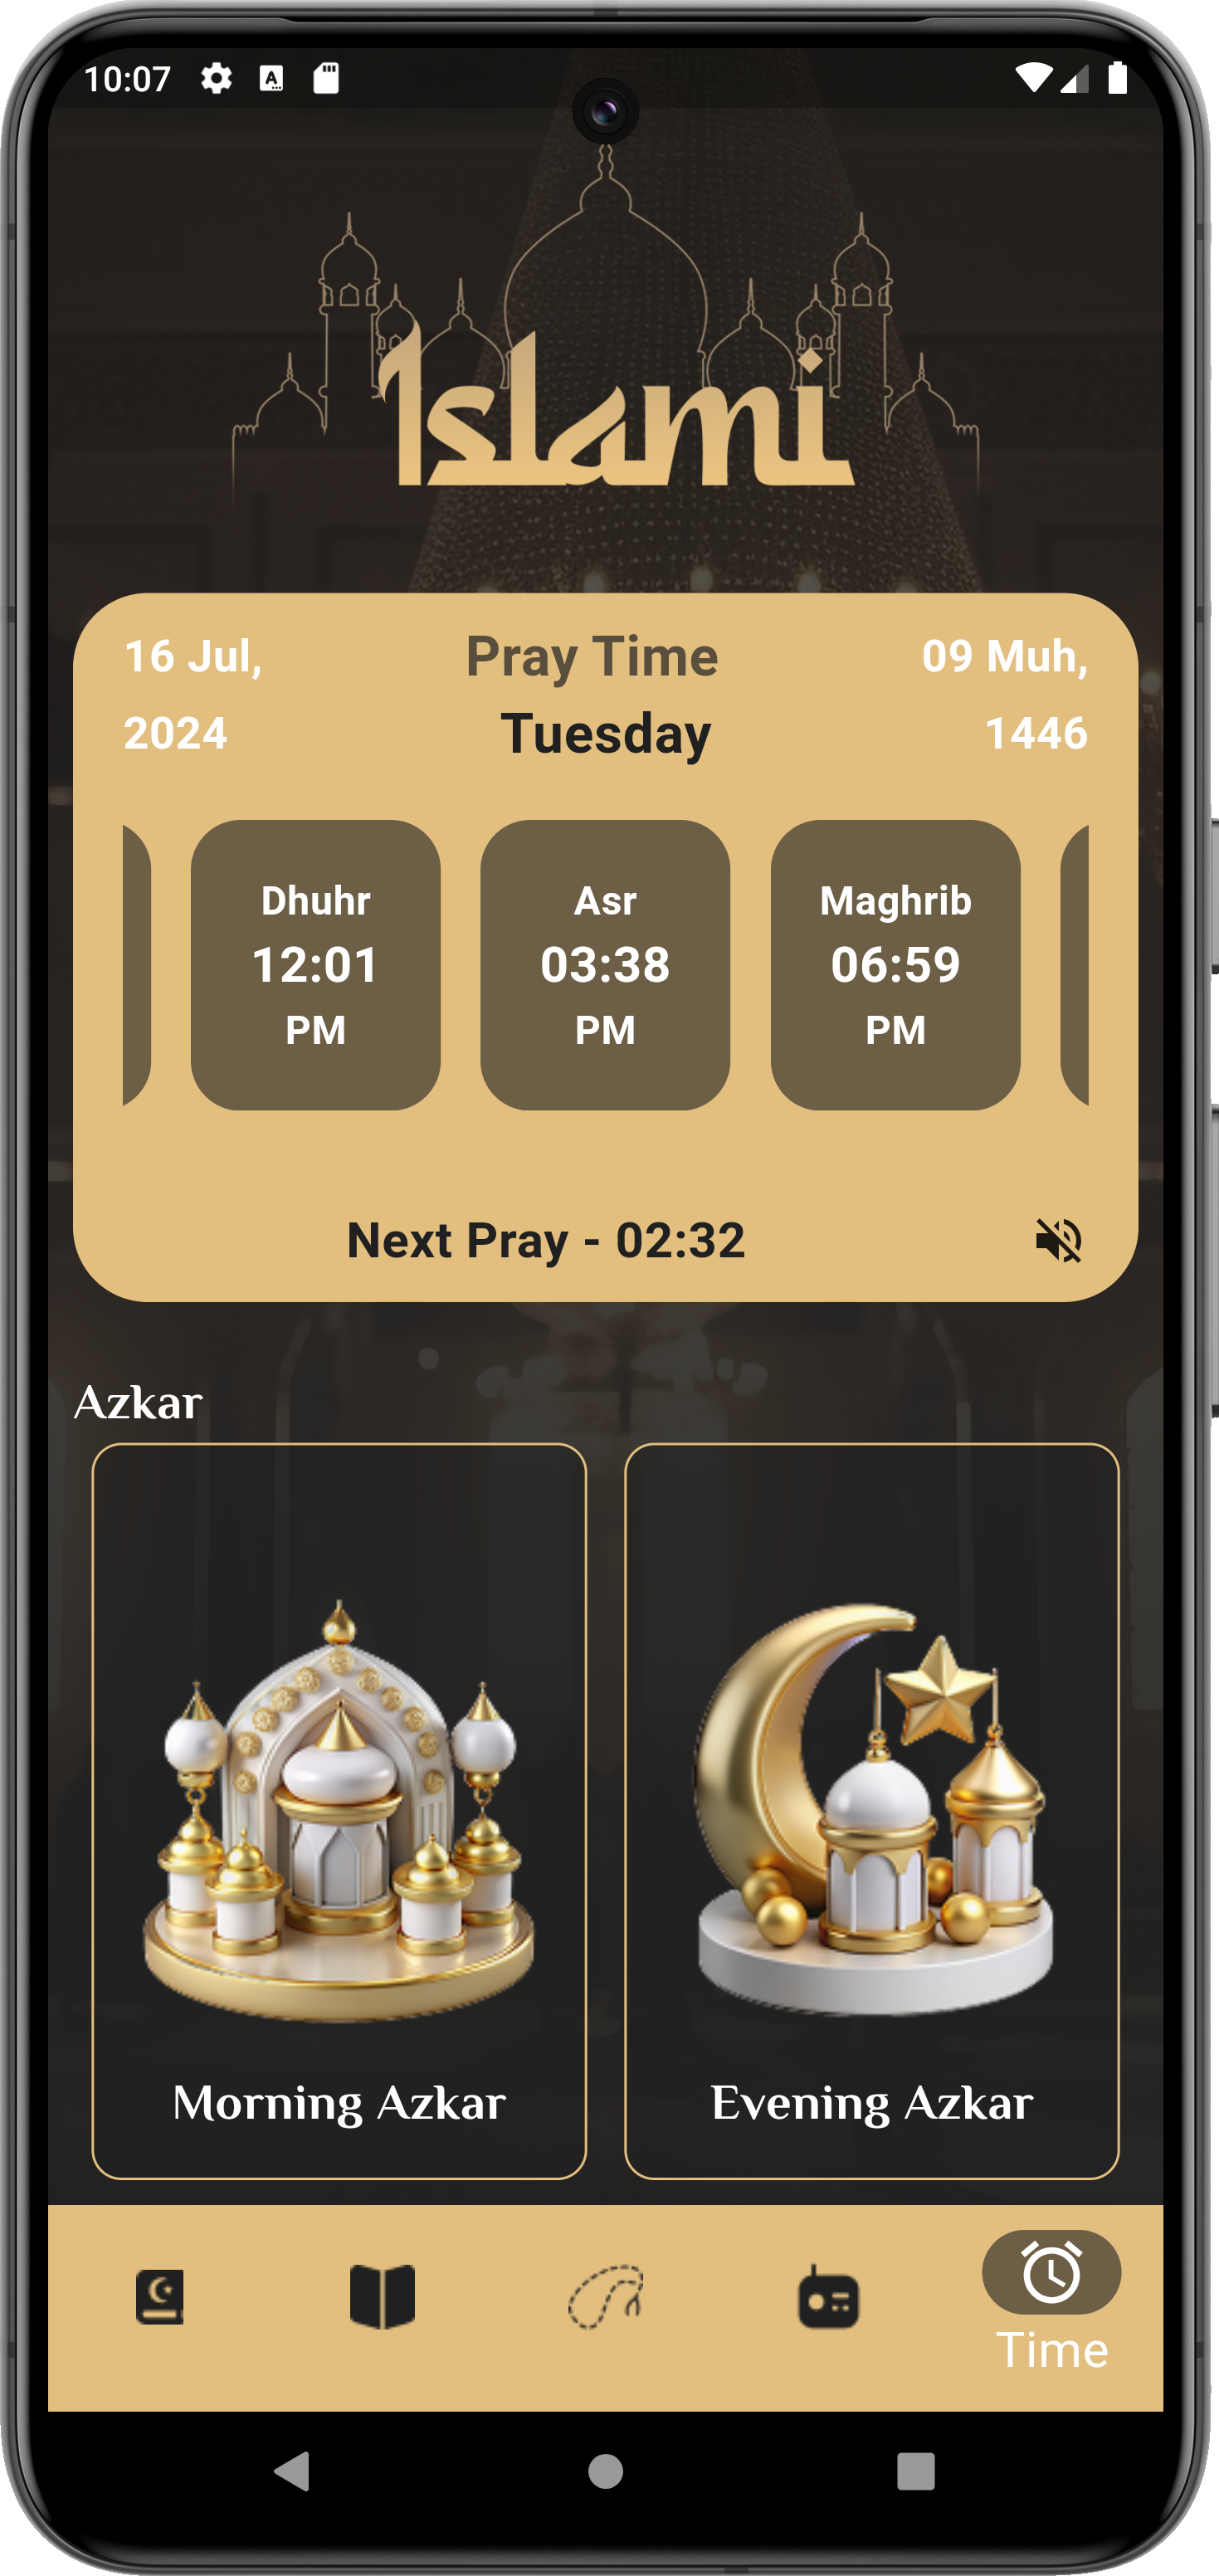 10:07
Islami
16 Jul, Pray Time 09 Muh,
2024 Tuesday 1446
Dhuhr Asr Maghrib
12:01 03:38 06:59
PM PM PM
Next Pray - 02:32
Azkar
Morning Azkar Evening Azkar
Time